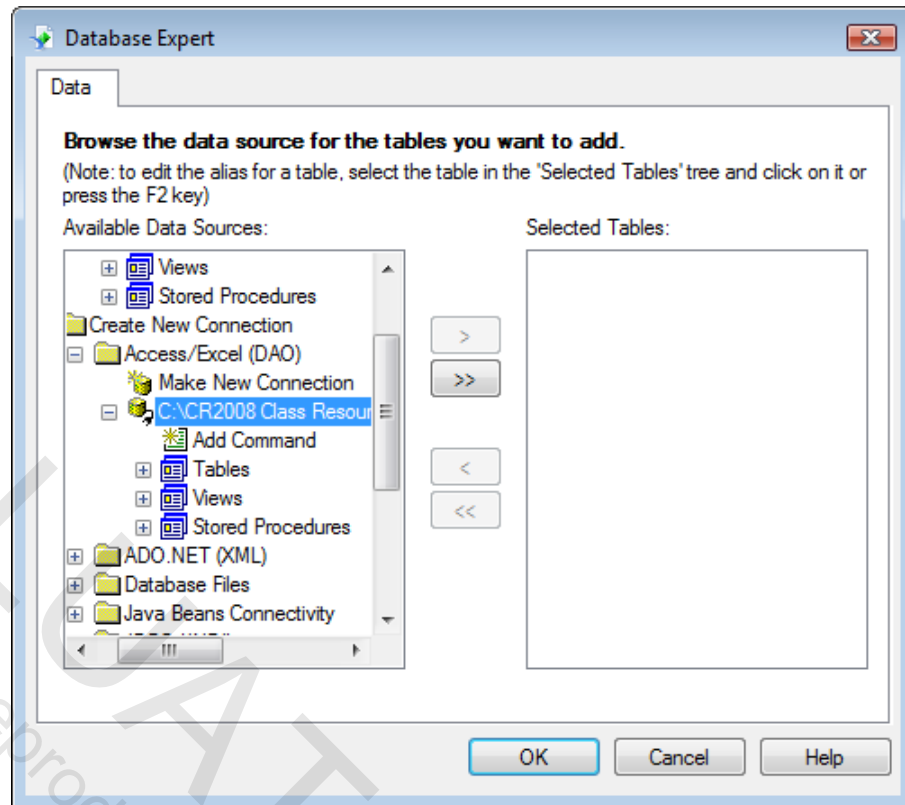 Database Expert
Data
Browse the data source for the tables you want to add.
(Note: to edit the alias for a table, select the table in the 'Selected Tables' tree and click on it or
press the F2 key)
Available Data Sources:
Selected Tables:
Views
Stored Procedures
Create New Connection
Access/Excel (DAO)
Make New Connection
C:\CR2008 Class Resour
Add Command
Tables
Views
Stored Procedures
ADO.NET (XML)
Database Files
Java Beans Connectivity
>
>>
<
<<
OK
Cancel
Help